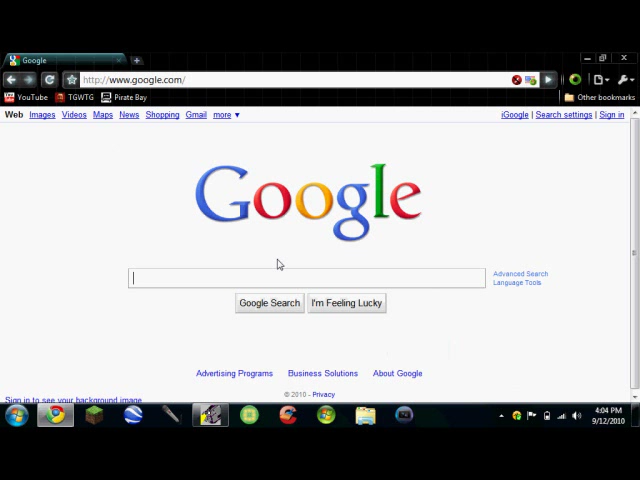 Google
http://www.google.com/
YouTube TGWTG Pirate Bay Other bookmarks
Web Images Videos Maps News Shopping Gmail more ▼ iGoogle | Search settings | Sign in
Google
Advanced Search
Language Tools
Google Search I'm Feeling Lucky
Advertising Programs Business Solutions About Google
© 2010 - Privacy
Sign in to see your background image
4:04 PM
9/12/2010